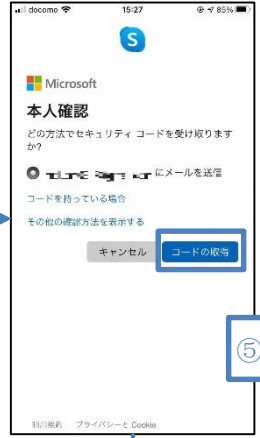 docomo 15:27 85%
S
Microsoft
本人確認
どの方法でセキュリティ コードを受け取ります
か?
にメールを送信
コードを持っている場合
その他の確認方法を表示する
キャンセル コードの取得
⑤
利用規約 プライバシーと Cookie